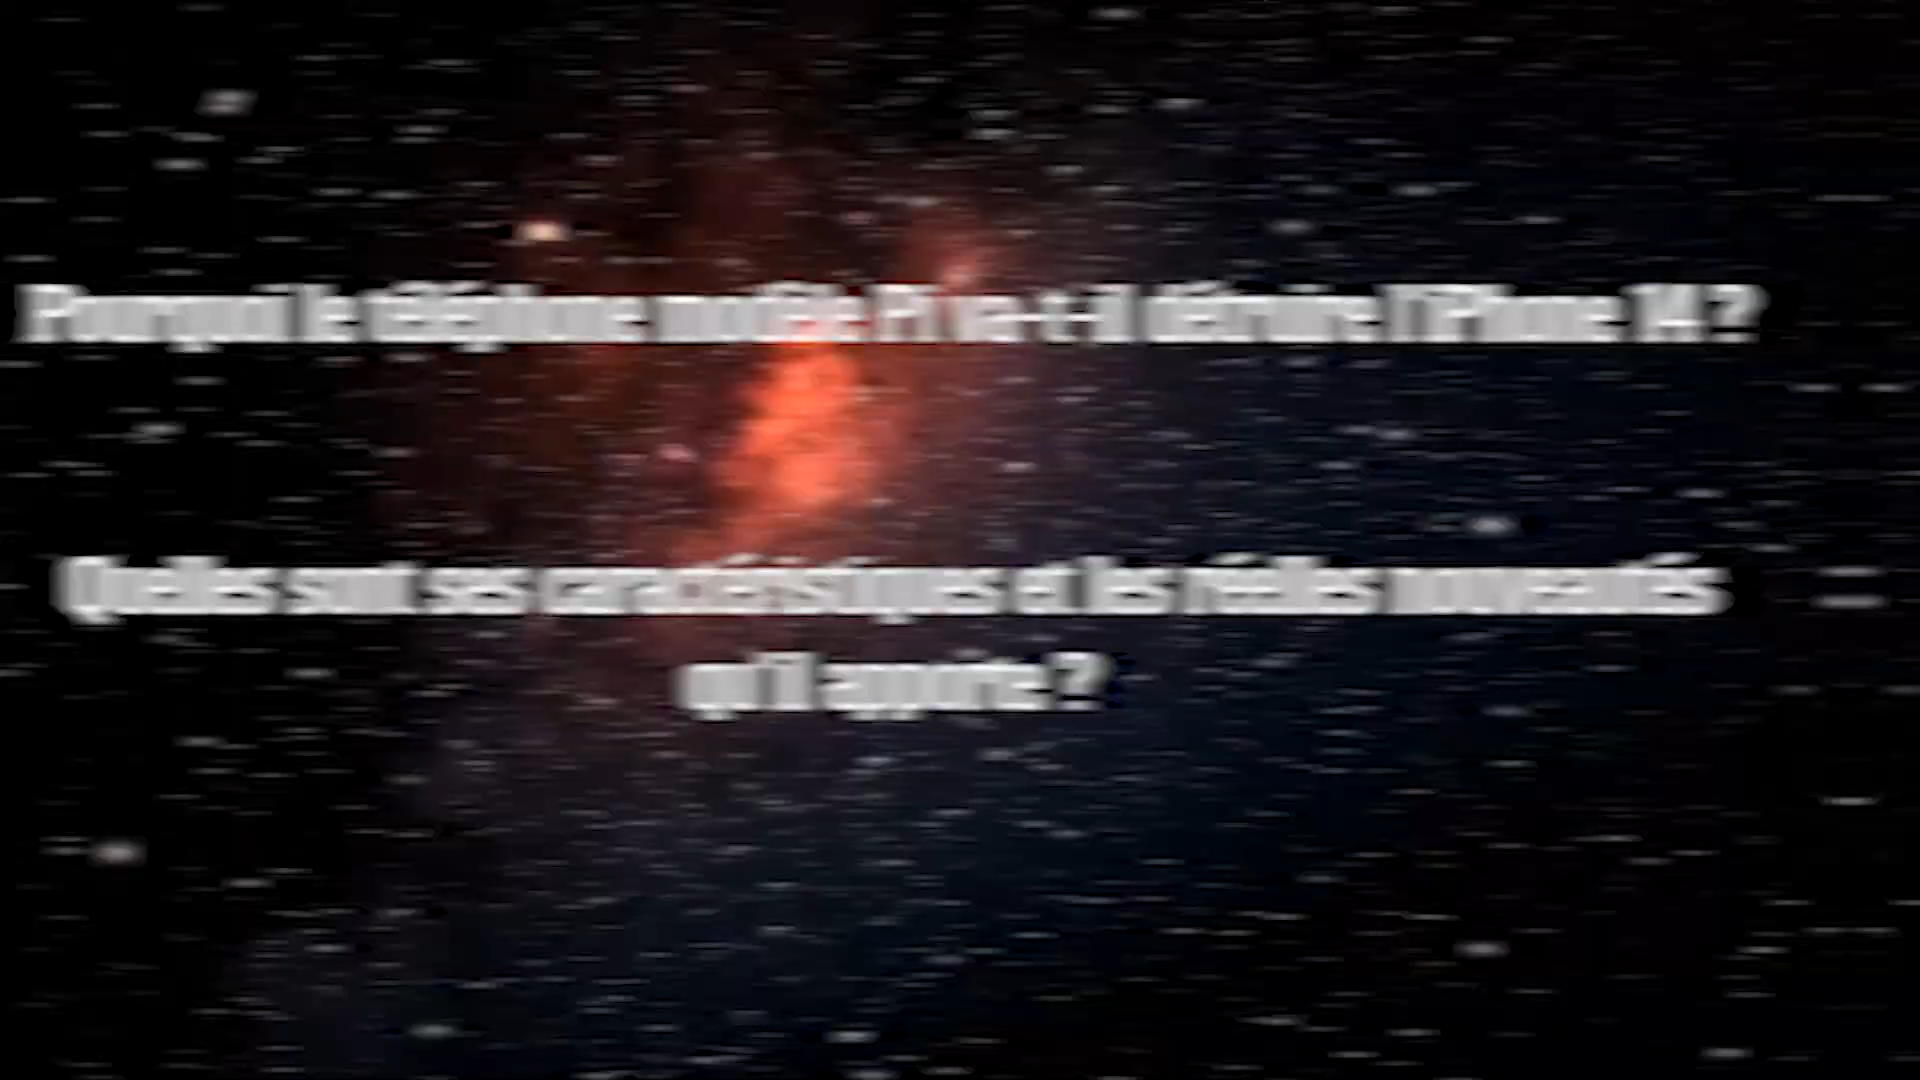 Pourquoi le téléphone mobile Pi va-t-il détruire l'iPhone 14 ?
Quelles sont ses caractéristiques et les réelles nouveautés
qu'il apporte ?